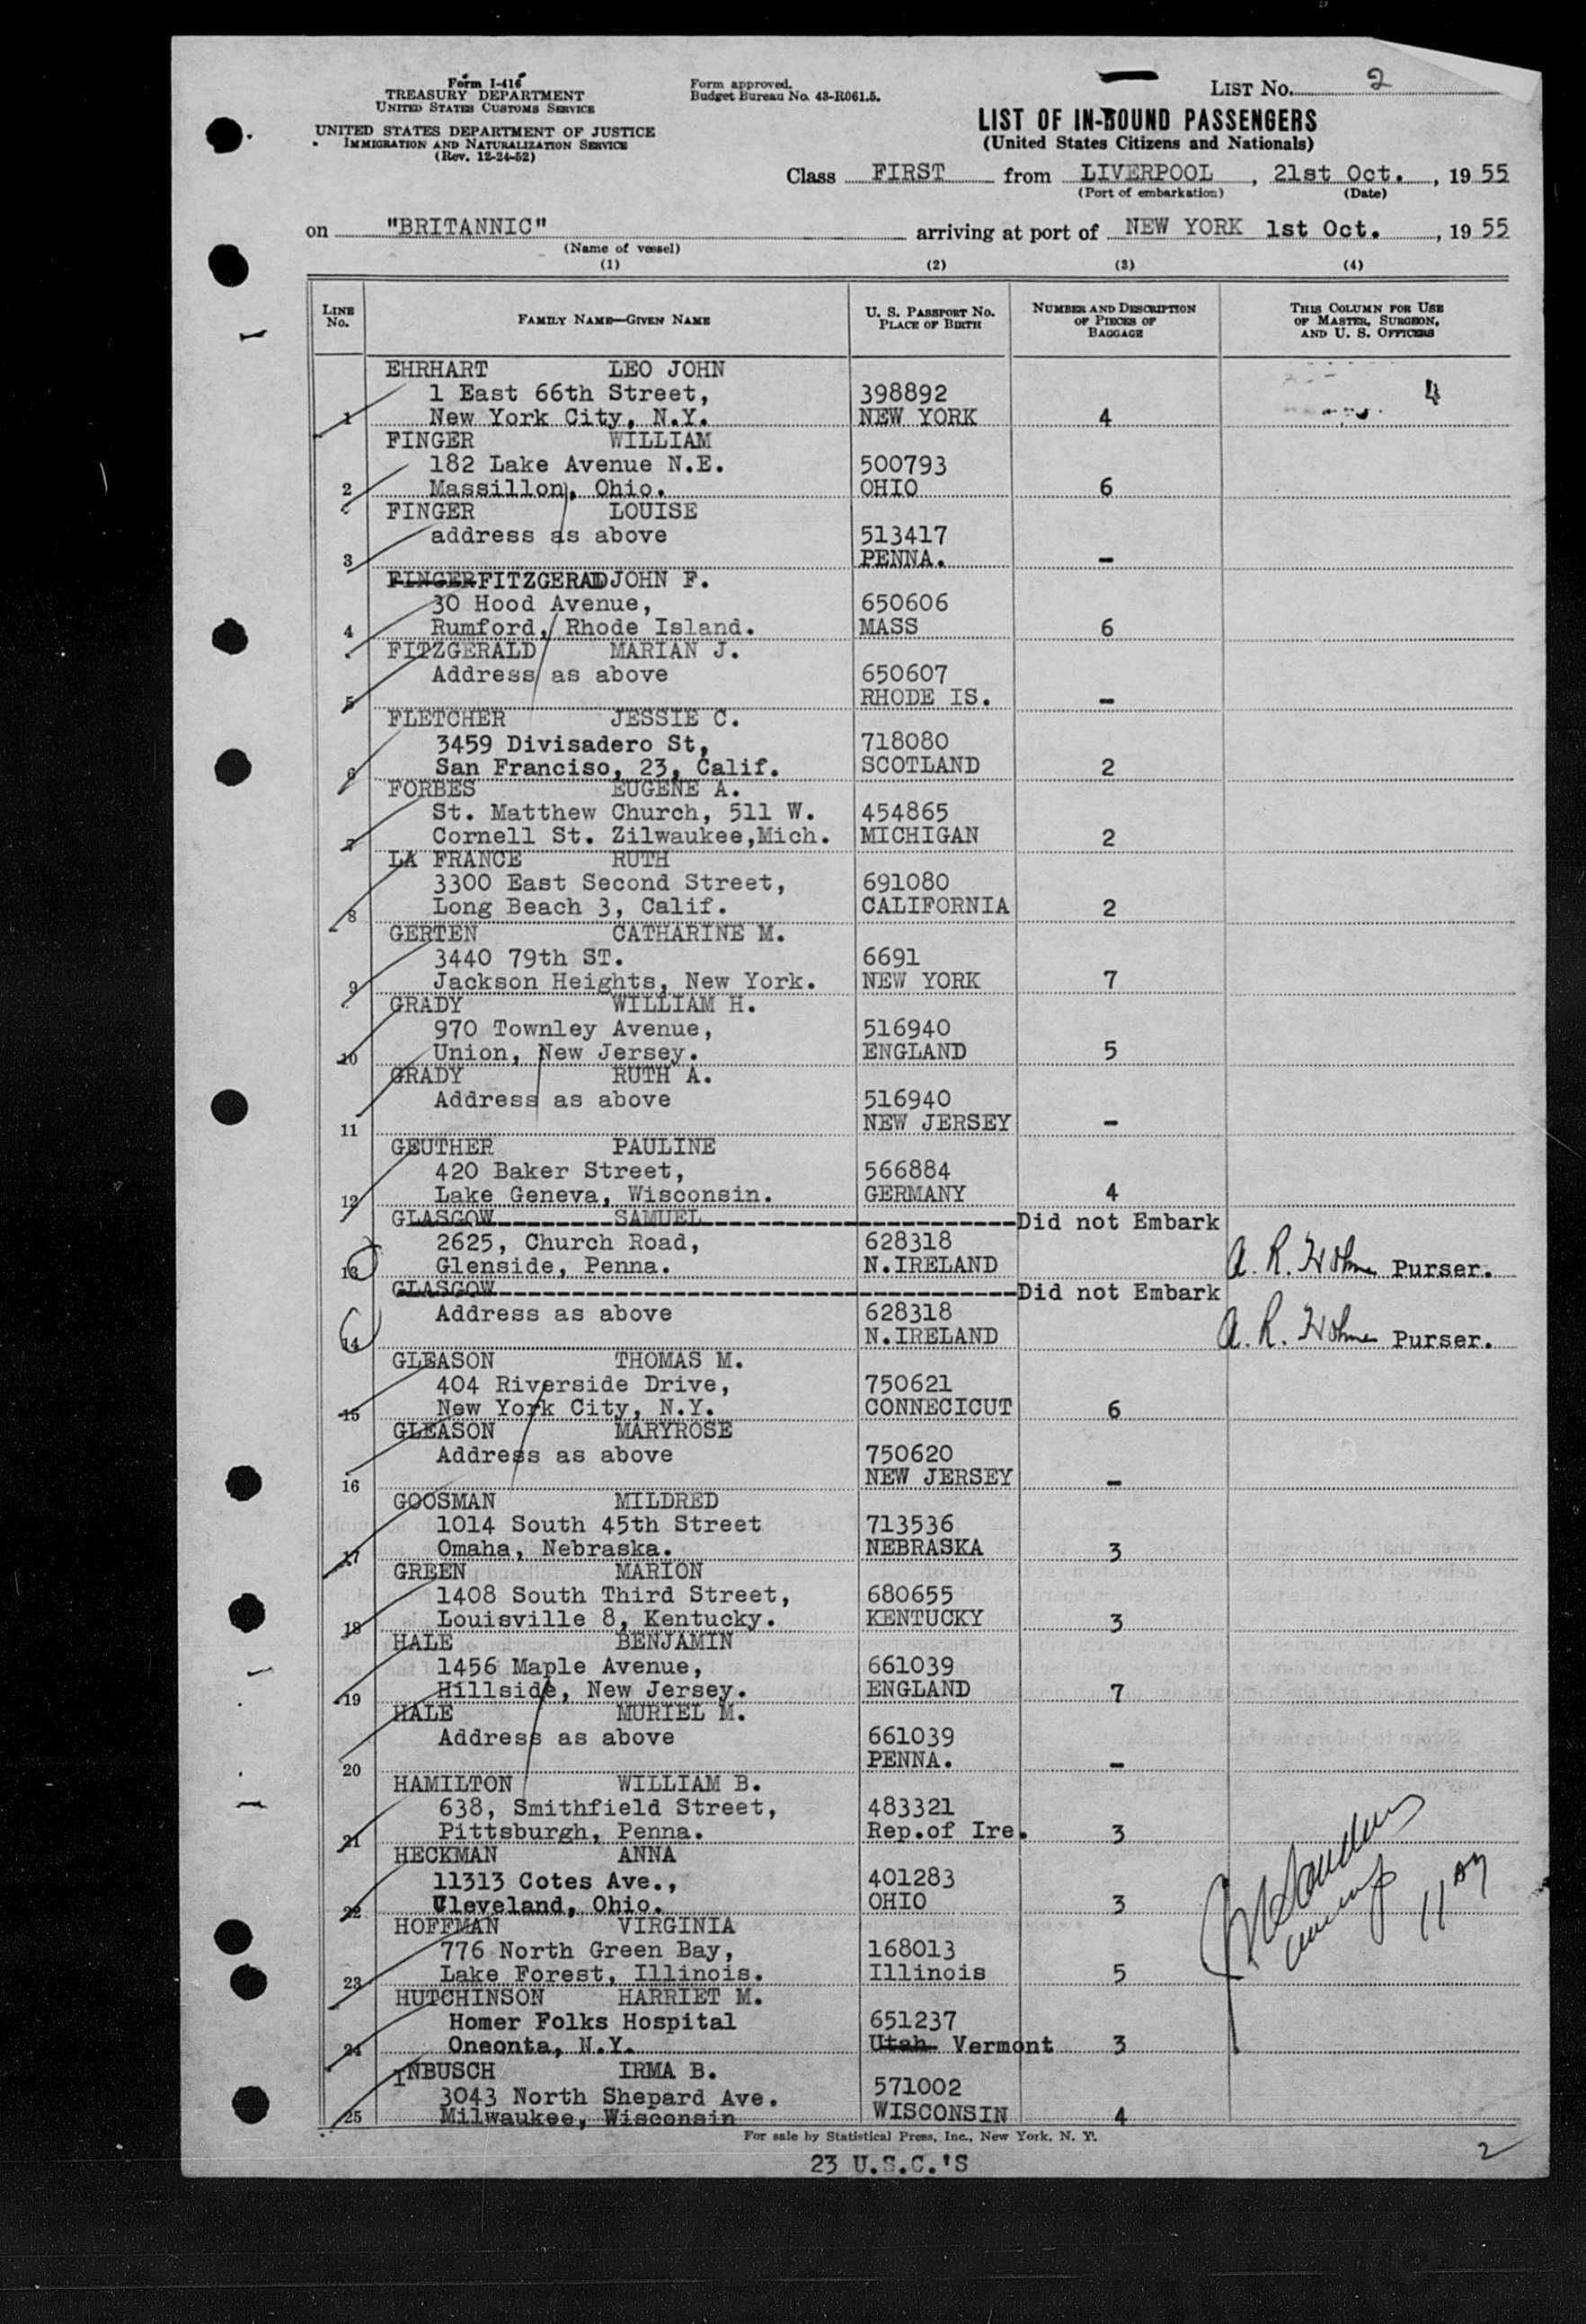 Form I-416
TREASURY DEPARTMENT
UNITED STATES CUSTOMS SERVICE
UNITED STATES DEPARTMENT OF JUSTICE
IMMIGRATION AND NATURALIZATION SERVICE
(Rev. 12-24-52)
Form approved.
Budget Bureau No. 43-R061.5.
LIST No. 2
LIST OF IN-BOUND PASSENGERS
(United States Citizens and Nationals)
Class FIRST from LIVERPOOL, 21st Oct., 1955
(Port of embarkation) (Date)
on "BRITANNIC" arriving at port of NEW YORK 1st Oct., 1955
(Name of vessel)
(1) (2) (3) (4)
LINE No. FAMILY NAME—GIVEN NAME U. S. PASSPORT NO. PLACE OF BIRTH NUMBER AND DESCRIPTION OF PIECES OF BAGGAGE THIS COLUMN FOR USE OF MASTER, SURGEON, AND U. S. OFFICERS
EHRHART LEO JOHN
1 East 66th Street, 398892 4
1 New York City, N.Y. NEW YORK 4
FINGER WILLIAM
182 Lake Avenue N.E. 500793
2 Massillon, Ohio. OHIO 6
FINGER LOUISE
address as above 513417
3 PENNA. -
FINGER FITZGERALD JOHN F.
30 Hood Avenue, 650606
4 Rumford, Rhode Island. MASS 6
FITZGERALD MARIAN J.
Address as above 650607
5 RHODE IS. -
FLETCHER JESSIE C.
3459 Divisadero St, 718080
6 San Franciso, 23, Calif. SCOTLAND 2
FORBES EUGENE A.
St. Matthew Church, 511 W. 454865
7 Cornell St. Zilwaukee,Mich. MICHIGAN 2
LA FRANCE RUTH
3300 East Second Street, 691080
8 Long Beach 3, Calif. CALIFORNIA 2
GERTEN CATHARINE M.
3440 79th ST. 6691
9 Jackson Heights, New York. NEW YORK 7
GRADY WILLIAM H.
970 Townley Avenue, 516940
10 Union, New Jersey. ENGLAND 5
GRADY RUTH A.
Address as above 516940
11 NEW JERSEY -
GEUTHER PAULINE
420 Baker Street, 566884
12 Lake Geneva, Wisconsin. GERMANY 4
GLASGOW SAMUEL Did not Embark
2625, Church Road, 628318
13 Glenside, Penna. N.IRELAND Purser.
GLASGOW Did not Embark
Address as above 628318
14 N.IRELAND Purser.
GLEASON THOMAS M.
404 Riverside Drive, 750621
15 New York City, N.Y. CONNECICUT 6
GLEASON MARYROSE
Address as above 750620
16 NEW JERSEY -
GOOSMAN MILDRED
1014 South 45th Street 713536
17 Omaha, Nebraska. NEBRASKA 3
GREEN MARION
1408 South Third Street, 680655
18 Louisville 8, Kentucky. KENTUCKY 3
HALE BENJAMIN
1456 Maple Avenue, 661039
19 Hillside, New Jersey. ENGLAND 7
HALE MURIEL M.
Address as above 661039
20 PENNA. -
HAMILTON WILLIAM B.
638, Smithfield Street, 483321
21 Pittsburgh, Penna. Rep.of Ire. 3
HECKMAN ANNA
11313 Cotes Ave., 401283
22 Cleveland, Ohio. OHIO 3
HOFFMAN VIRGINIA
776 North Green Bay, 168013
23 Lake Forest, Illinois. Illinois 5
HUTCHINSON HARRIET M.
Homer Folks Hospital 651237
24 Oneonta, N.Y. Utah Vermont 3
INBUSCH IRMA B.
3043 North Shepard Ave. 571002
25 Milwaukee, Wisconsin WISCONSIN 4
For sale by Statistical Press, Inc., New York, N. Y.
23 U.S.C.'S
2